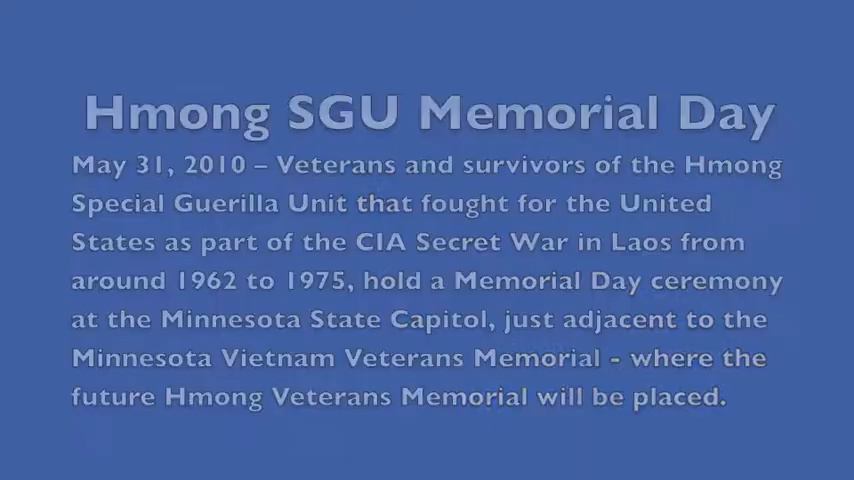 Hmong SGU Memorial Day
May 31, 2010 – Veterans and survivors of the Hmong
Special Guerilla Unit that fought for the United
States as part of the CIA Secret War in Laos from
around 1962 to 1975, hold a Memorial Day ceremony
at the Minnesota State Capitol, just adjacent to the
Minnesota Vietnam Veterans Memorial - where the
future Hmong Veterans Memorial will be placed.